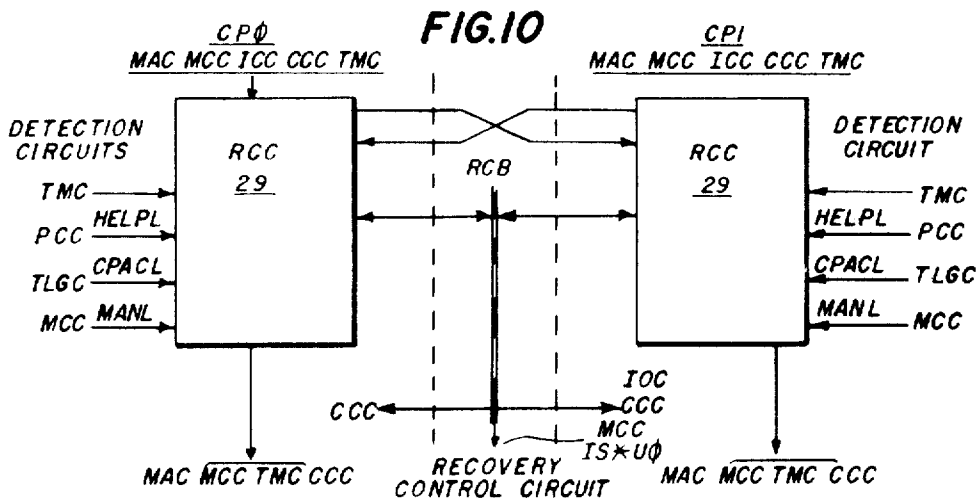 FIG.10
CPØ
MAC MCC ICC CCC TMC
CP1
MAC MCC ICC CCC TMC
DETECTION
CIRCUITS
RCC
29
TMC
PCC HELPL
TLGC CPACL
MCC MANL
RCB
RCC
29
DETECTION
CIRCUIT
TMC
HELPL PCC
CPACL TLGC
MANL MCC
CCC
IOC
CCC
MCC
IS*UØ
MAC MCC TMC CCC
RECOVERY
CONTROL CIRCUIT
MAC MCC TMC CCC